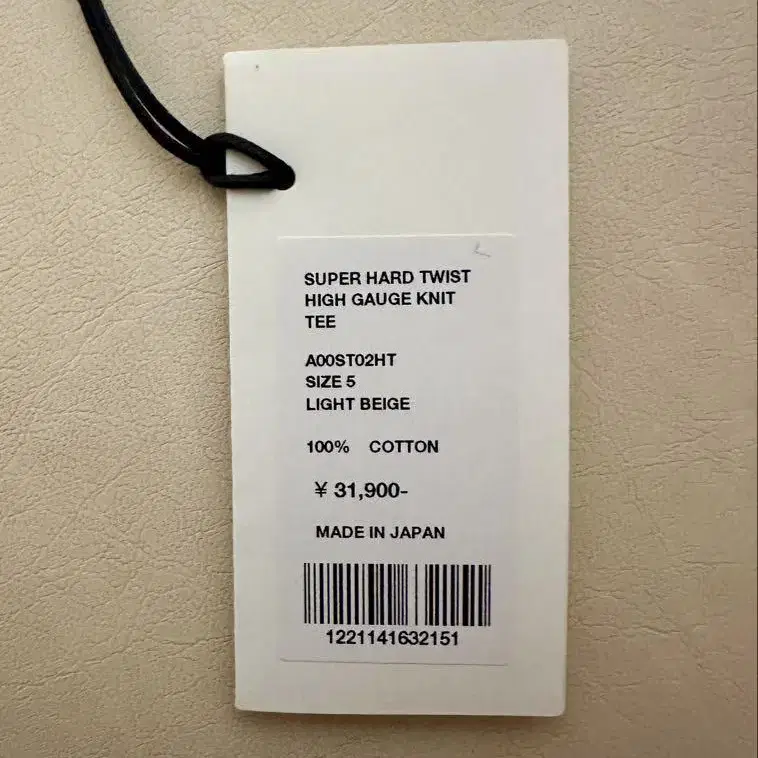 SUPER HARD TWIST
HIGH GAUGE KNIT
TEE
A00ST02HT
SIZE 5
LIGHT BEIGE
100% COTTON
¥ 31,900-
MADE IN JAPAN
1221141632151